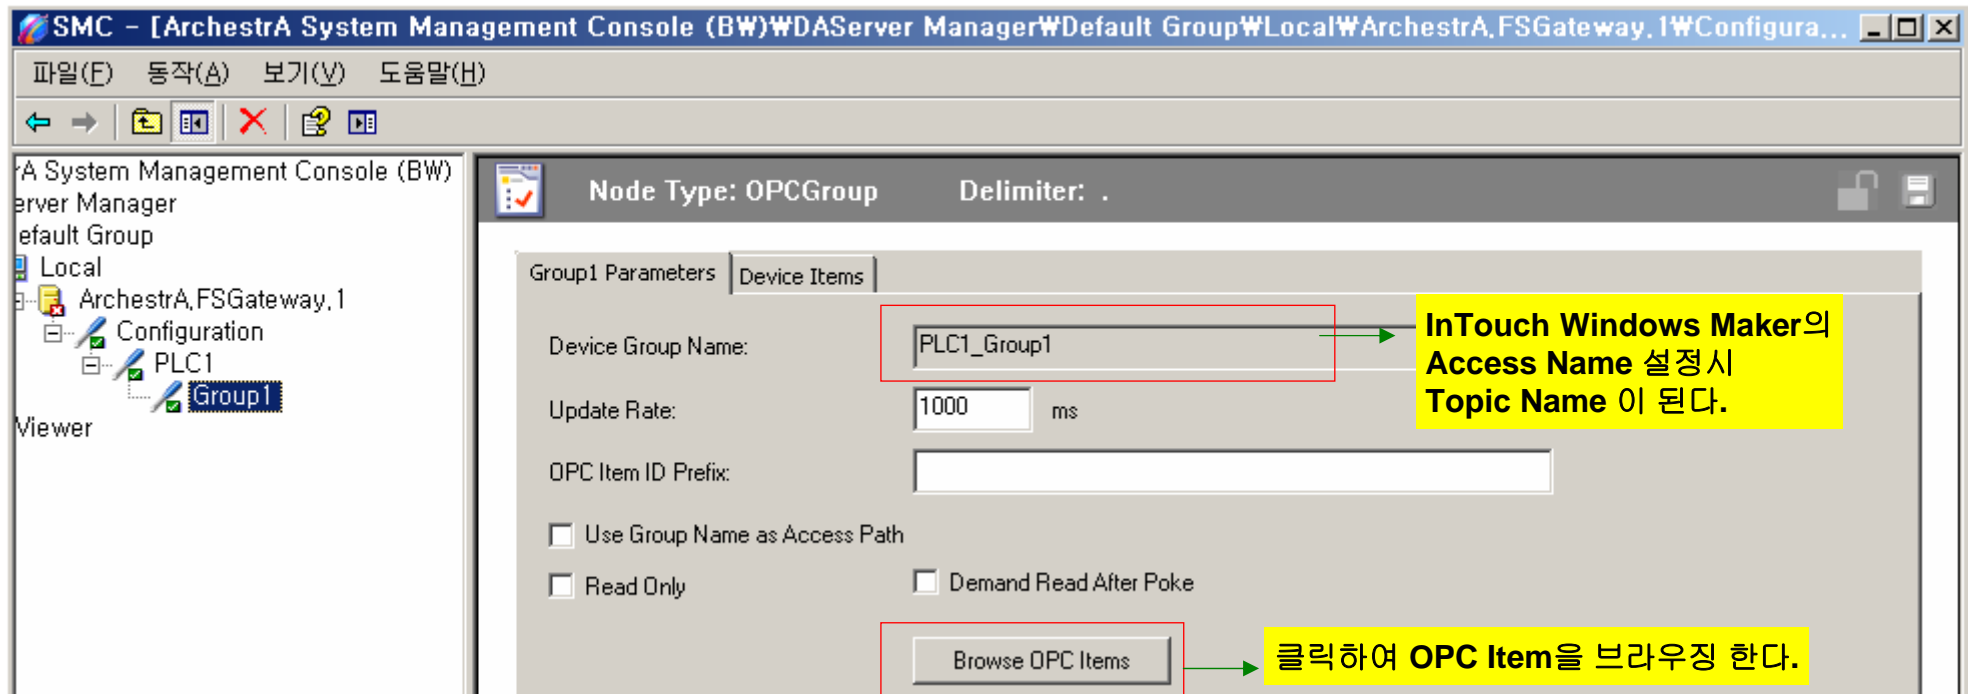 SMC - [ArchestrA System Management Console (B₩)₩DAServer Manager₩Default Group₩Local₩ArchestrA.FSGateway.1₩Configura...
파일(F) 동작(A) 보기(V) 도움말(H)
rA System Management Console (BW)
erver Manager
efault Group
Local
ArchestrA.FSGateway.1
Configuration
PLC1
Group1
Viewer
Node Type: OPCGroup Delimiter: .
Group1 Parameters Device Items
Device Group Name: PLC1_Group1
InTouch Windows Maker의
Access Name 설정시
Topic Name 이 된다.
Update Rate: 1000 ms
OPC Item ID Prefix:
Use Group Name as Access Path
Read Only Demand Read After Poke
Browse OPC Items
클릭하여 OPC Item을 브라우징 한다.